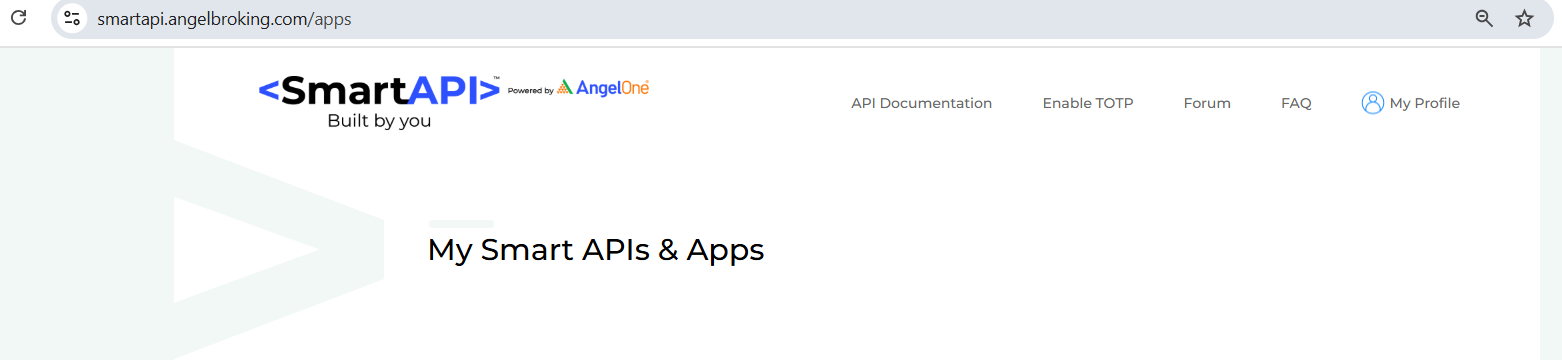 smartapi.angelbroking.com/apps
<SmartAPI>™ Powered by AngelOne
Built by you
API Documentation Enable TOTP Forum FAQ My Profile
My Smart APIs & Apps